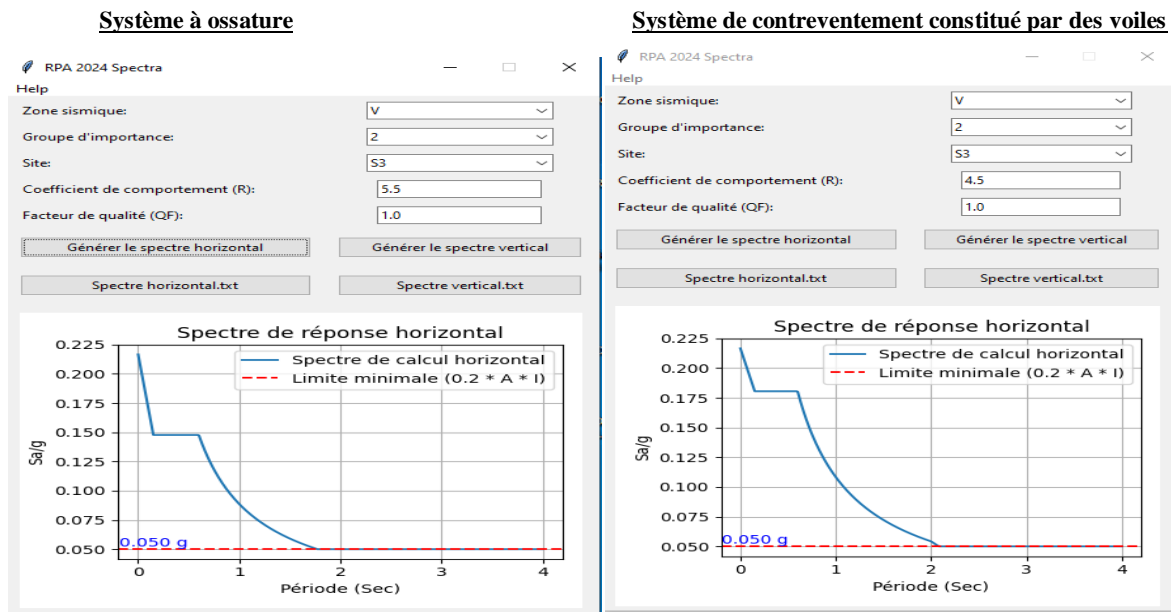 Système à ossature
RPA 2024 Spectra
Help
Zone sismique:
V
Groupe d'importance:
2
Site:
S3
Coefficient de comportement (R):
5.5
Facteur de qualité (QF):
1.0
Générer le spectre horizontal
Générer le spectre vertical
Spectre horizontal.txt
Spectre vertical.txt
Spectre de réponse horizontal
Spectre de calcul horizontal
Limite minimale (0.2 * A * I)
0.225
0.200
0.175
0.150
0.125
0.100
0.075
0.050
Sa/g
0.050 g
0 1 2 3 4
Période (Sec)
Système de contreventement constitué par des voiles
RPA 2024 Spectra
Help
Zone sismique:
V
Groupe d'importance:
2
Site:
S3
Coefficient de comportement (R):
4.5
Facteur de qualité (QF):
1.0
Générer le spectre horizontal
Générer le spectre vertical
Spectre horizontal.txt
Spectre vertical.txt
Spectre de réponse horizontal
Spectre de calcul horizontal
Limite minimale (0.2 * A * I)
0.225
0.200
0.175
0.150
0.125
0.100
0.075
0.050
Sa/g
0.050 g
0 1 2 3 4
Période (Sec)